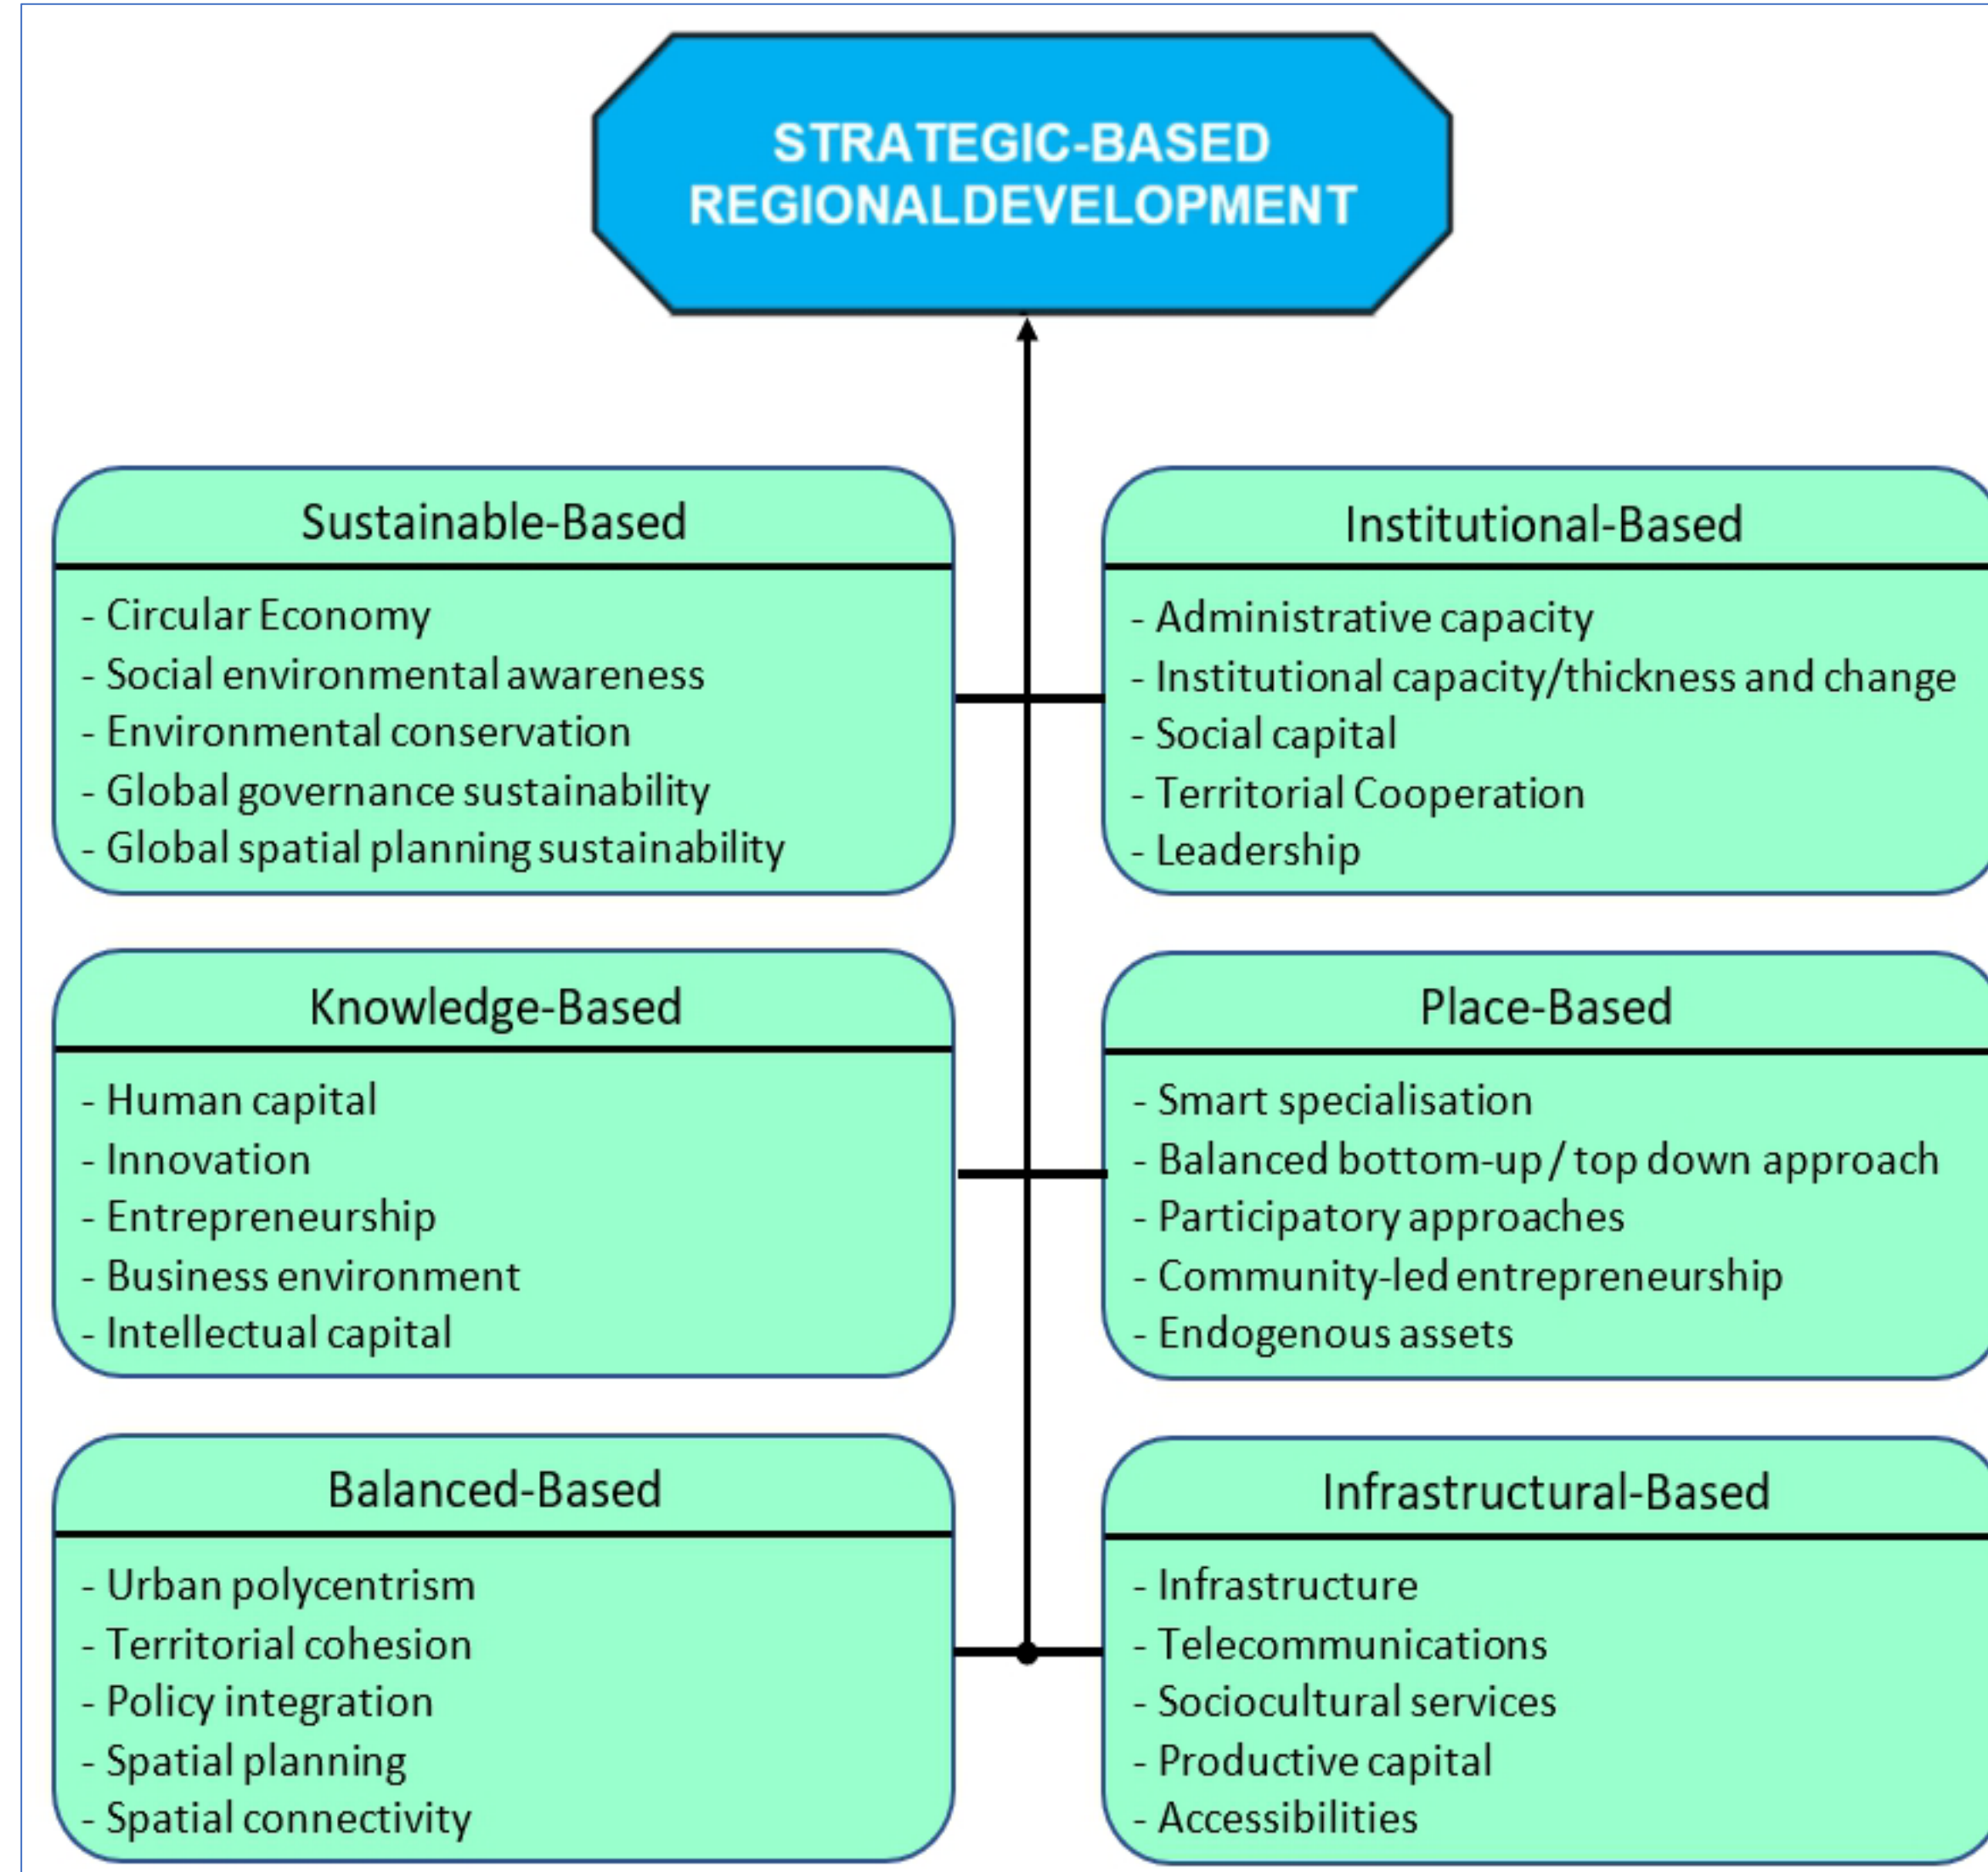 STRATEGIC-BASED
REGIONALDEVELOPMENT
Sustainable-Based
- Circular Economy
- Social environmental awareness
- Environmental conservation
- Global governance sustainability
- Global spatial planning sustainability
Institutional-Based
- Administrative capacity
- Institutional capacity/thickness and change
- Social capital
- Territorial Cooperation
- Leadership
Knowledge-Based
- Human capital
- Innovation
- Entrepreneurship
- Business environment
- Intellectual capital
Place-Based
- Smart specialisation
- Balanced bottom-up / top down approach
- Participatory approaches
- Community-led entrepreneurship
- Endogenous assets
Balanced-Based
- Urban polycentrism
- Territorial cohesion
- Policy integration
- Spatial planning
- Spatial connectivity
Infrastructural-Based
- Infrastructure
- Telecommunications
- Sociocultural services
- Productive capital
- Accessibilities